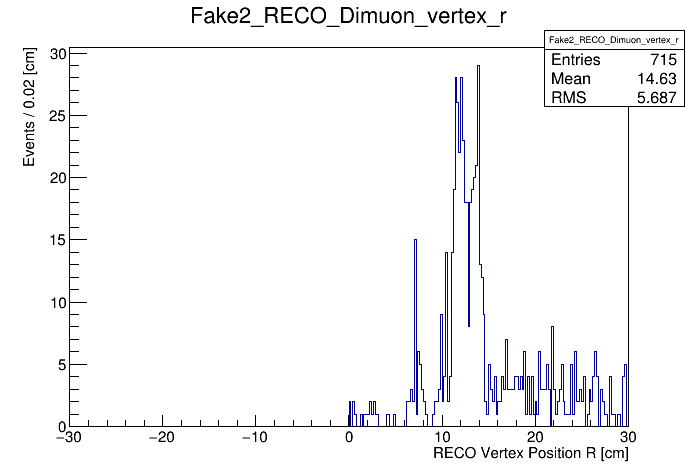 Fake2_RECO_Dimuon_vertex_r
Fake2_RECO_Dimuon_vertex_r
Entries 715
Mean 14.63
RMS 5.687
Events / 0.02 [cm]
30
25
20
15
10
5
0
−30 −20 −10 0 10 20 30
RECO Vertex Position R [cm]